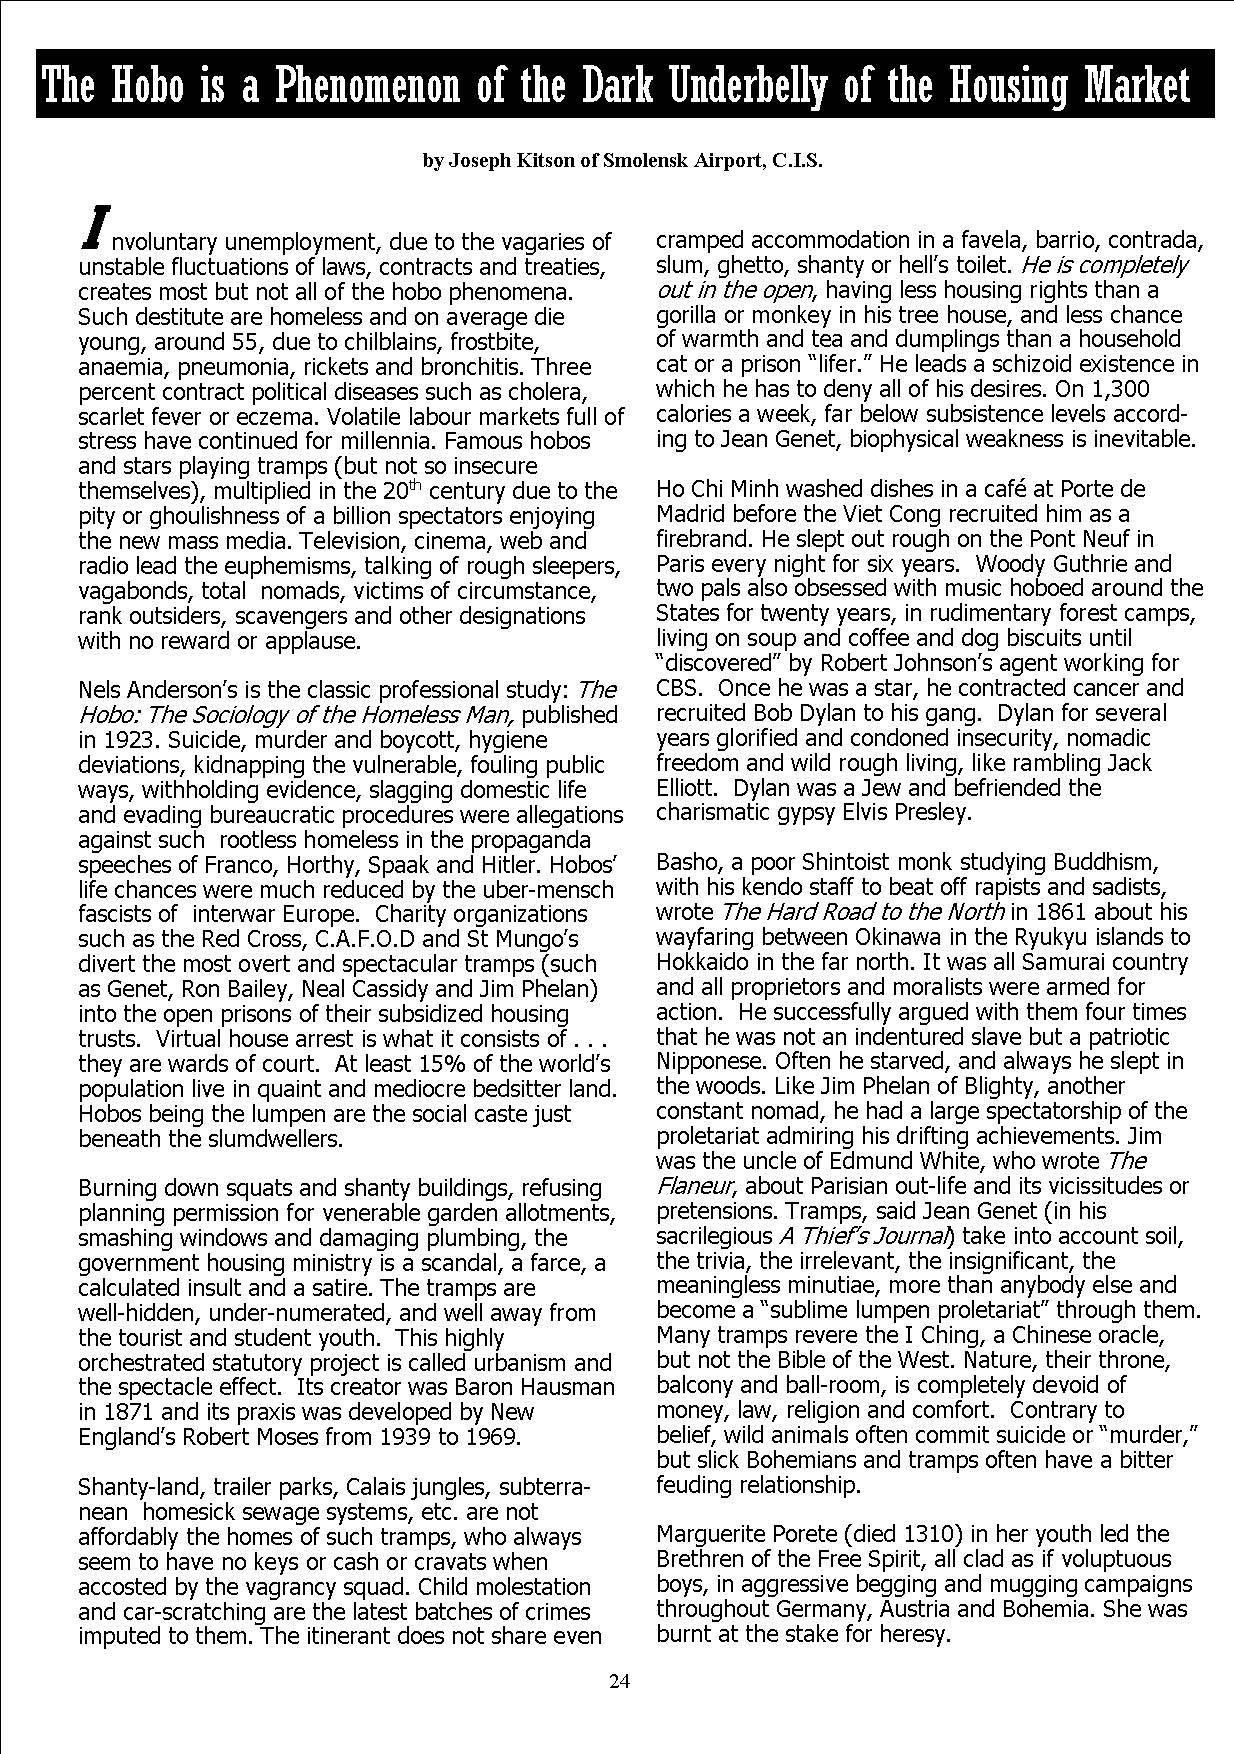 The Hobo is a Phenomenon of the Dark Underbelly of the Housing Market
by Joseph Kitson of Smolensk Airport, C.I.S.
Involuntary unemployment, due to the vagaries of
unstable fluctuations of laws, contracts and treaties,
creates most but not all of the hobo phenomena.
Such destitute are homeless and on average die
young, around 55, due to chilblains, frostbite,
anaemia, pneumonia, rickets and bronchitis. Three
percent contract political diseases such as cholera,
scarlet fever or eczema. Volatile labour markets full of
stress have continued for millennia. Famous hobos
and stars playing tramps (but not so insecure
themselves), multiplied in the 20th century due to the
pity or ghoulishness of a billion spectators enjoying
the new mass media. Television, cinema, web and
radio lead the euphemisms, talking of rough sleepers,
vagabonds, total nomads, victims of circumstance,
rank outsiders, scavengers and other designations
with no reward or applause.
Nels Anderson's is the classic professional study: The
Hobo: The Sociology of the Homeless Man, published
in 1923. Suicide, murder and boycott, hygiene
deviations, kidnapping the vulnerable, fouling public
ways, withholding evidence, slagging domestic life
and evading bureaucratic procedures were allegations
against such rootless homeless in the propaganda
speeches of Franco, Horthy, Spaak and Hitler. Hobos'
life chances were much reduced by the uber-mensch
fascists of interwar Europe. Charity organizations
such as the Red Cross, C.A.F.O.D and St Mungo's
divert the most overt and spectacular tramps (such
as Genet, Ron Bailey, Neal Cassidy and Jim Phelan)
into the open prisons of their subsidized housing
trusts. Virtual house arrest is what it consists of . . .
they are wards of court. At least 15% of the world's
population live in quaint and mediocre bedsitter land.
Hobos being the lumpen are the social caste just
beneath the slumdwellers.
Burning down squats and shanty buildings, refusing
planning permission for venerable garden allotments,
smashing windows and damaging plumbing, the
government housing ministry is a scandal, a farce, a
calculated insult and a satire. The tramps are
well-hidden, under-numerated, and well away from
the tourist and student youth. This highly
orchestrated statutory project is called urbanism and
the spectacle effect. Its creator was Baron Hausman
in 1871 and its praxis was developed by New
England's Robert Moses from 1939 to 1969.
Shanty-land, trailer parks, Calais jungles, subterra-
nean homesick sewage systems, etc. are not
affordably the homes of such tramps, who always
seem to have no keys or cash or cravats when
accosted by the vagrancy squad. Child molestation
and car-scratching are the latest batches of crimes
imputed to them. The itinerant does not share even
cramped accommodation in a favela, barrio, contrada,
slum, ghetto, shanty or hell's toilet. He is completely
out in the open, having less housing rights than a
gorilla or monkey in his tree house, and less chance
of warmth and tea and dumplings than a household
cat or a prison "lifer." He leads a schizoid existence in
which he has to deny all of his desires. On 1,300
calories a week, far below subsistence levels accord-
ing to Jean Genet, biophysical weakness is inevitable.
Ho Chi Minh washed dishes in a café at Porte de
Madrid before the Viet Cong recruited him as a
firebrand. He slept out rough on the Pont Neuf in
Paris every night for six years. Woody Guthrie and
two pals also obsessed with music hoboed around the
States for twenty years, in rudimentary forest camps,
living on soup and coffee and dog biscuits until
"discovered" by Robert Johnson's agent working for
CBS. Once he was a star, he contracted cancer and
recruited Bob Dylan to his gang. Dylan for several
years glorified and condoned insecurity, nomadic
freedom and wild rough living, like rambling Jack
Elliott. Dylan was a Jew and befriended the
charismatic gypsy Elvis Presley.
Basho, a poor Shintoist monk studying Buddhism,
with his kendo staff to beat off rapists and sadists,
wrote The Hard Road to the North in 1861 about his
wayfaring between Okinawa in the Ryukyu islands to
Hokkaido in the far north. It was all Samurai country
and all proprietors and moralists were armed for
action. He successfully argued with them four times
that he was not an indentured slave but a patriotic
Nipponese. Often he starved, and always he slept in
the woods. Like Jim Phelan of Blighty, another
constant nomad, he had a large spectatorship of the
proletariat admiring his drifting achievements. Jim
was the uncle of Edmund White, who wrote The
Flaneur, about Parisian out-life and its vicissitudes or
pretensions. Tramps, said Jean Genet (in his
sacrilegious A Thief's Journal) take into account soil,
the trivia, the irrelevant, the insignificant, the
meaningless minutiae, more than anybody else and
become a "sublime lumpen proletariat" through them.
Many tramps revere the I Ching, a Chinese oracle,
but not the Bible of the West. Nature, their throne,
balcony and ball-room, is completely devoid of
money, law, religion and comfort. Contrary to
belief, wild animals often commit suicide or "murder,"
but slick Bohemians and tramps often have a bitter
feuding relationship.
Marguerite Porete (died 1310) in her youth led the
Brethren of the Free Spirit, all clad as if voluptuous
boys, in aggressive begging and mugging campaigns
throughout Germany, Austria and Bohemia. She was
burnt at the stake for heresy.
24